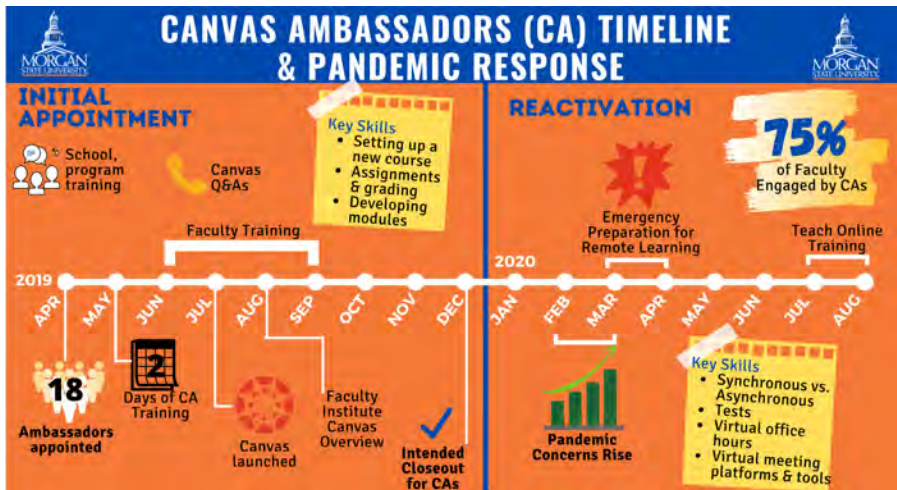 CANVAS AMBASSADORS (CA) TIMELINE
& PANDEMIC RESPONSE
MORGAN
STATE UNIVERSITY
MORGAN
STATE UNIVERSITY
INITIAL
APPOINTMENT
School,
program
training
Canvas
Q&As
Key Skills
• Setting up a
new course
• Assignments
& grading
• Developing
modules
Faculty Training
2019
APR
MAY
JUN
JUL
AUG
SEP
OCT
NOV
DEC
18
Ambassadors
appointed
2
Days of CA
Training
Canvas
launched
Faculty
Institute
Canvas
Overview
Intended
Closeout
for CAs
REACTIVATION
75%
of Faculty
Engaged by CAs
Emergency
Preparation for
Remote Learning
Teach Online
Training
2020
JAN
FEB
MAR
APR
MAY
JUN
JUL
AUG
Pandemic
Concerns Rise
Key Skills
• Synchronous vs.
Asynchronous
• Tests
• Virtual office
hours
• Virtual meeting
platforms & tools